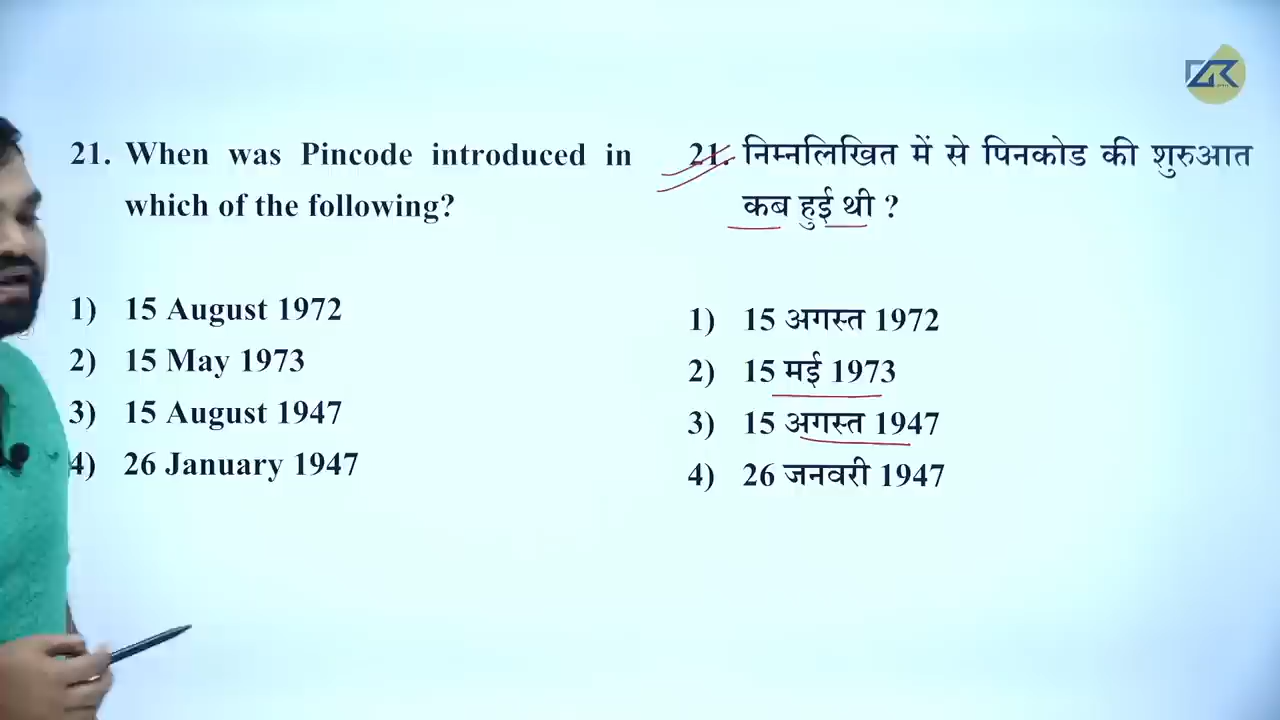 21. When was Pincode introduced in
which of the following?
1) 15 August 1972
2) 15 May 1973
3) 15 August 1947
4) 26 January 1947
21. निम्नलिखित में से पिनकोड की शुरुआत
कब हुई थी ?
1) 15 अगस्त 1972
2) 15 मई 1973
3) 15 अगस्त 1947
4) 26 जनवरी 1947